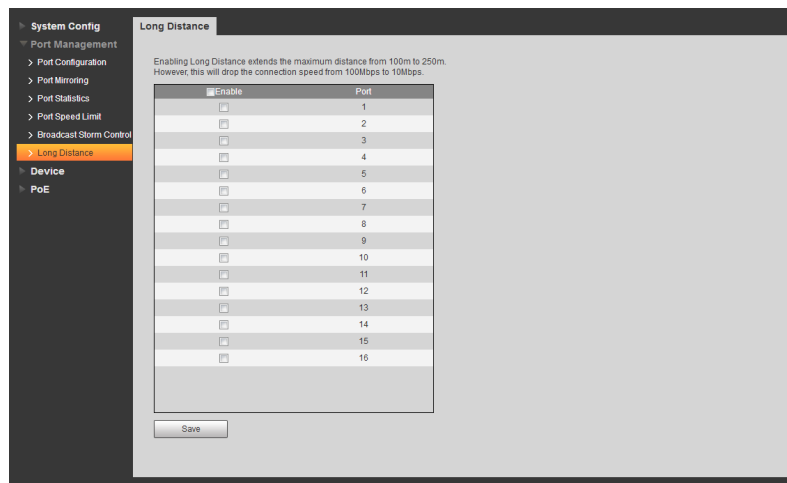 System Config
Port Management
Port Configuration
Port Mirroring
Port Statistics
Port Speed Limit
Broadcast Storm Control
Long Distance
Device
PoE
Long Distance
Enabling Long Distance extends the maximum distance from 100m to 250m.
However, this will drop the connection speed from 100Mbps to 10Mbps.
Enable Port
1
2
3
4
5
6
7
8
9
10
11
12
13
14
15
16
Save